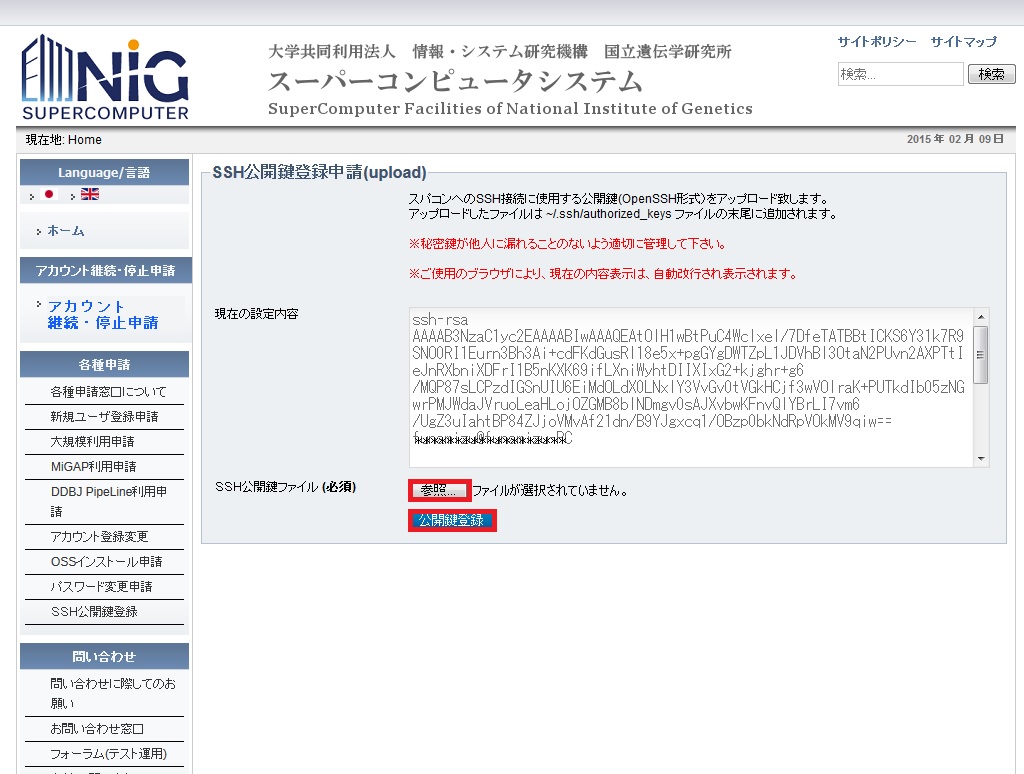 NIG
SUPERCOMPUTER
大学共同利用法人　情報・システム研究機構　国立遺伝学研究所
スーパーコンピュータシステム
SuperComputer Facilities of National Institute of Genetics
サイトポリシー　サイトマップ
検索...
検索
現在地: Home
2015 年 02 月 09日
Language/言語
ホーム
アカウント継続・停止申請
アカウント
継続・停止申請
各種申請
各種申請窓口について
新規ユーザ登録申請
大規模利用申請
MiGAP利用申請
DDBJ PipeLine利用申
請
アカウント登録変更
OSSインストール申請
パスワード変更申請
SSH公開鍵登録
問い合わせ
問い合わせに際してのお
願い
お問い合わせ窓口
フォーラム(テスト運用)
SSH公開鍵登録申請(upload)
スパコンへのSSH接続に使用する公開鍵(OpenSSH形式)をアップロード致します。
アップロードしたファイルは ~/.ssh/authorized_keys ファイルの末尾に追加されます。
※秘密鍵が他人に漏れることのないよう適切に管理して下さい。
※ご使用のブラウザにより、現在の内容表示は、自動改行され表示されます。
現在の設定内容
ssh-rsa
SSH公開鍵ファイル (必須)
参照... ファイルが選択されていません。
公開鍵登録